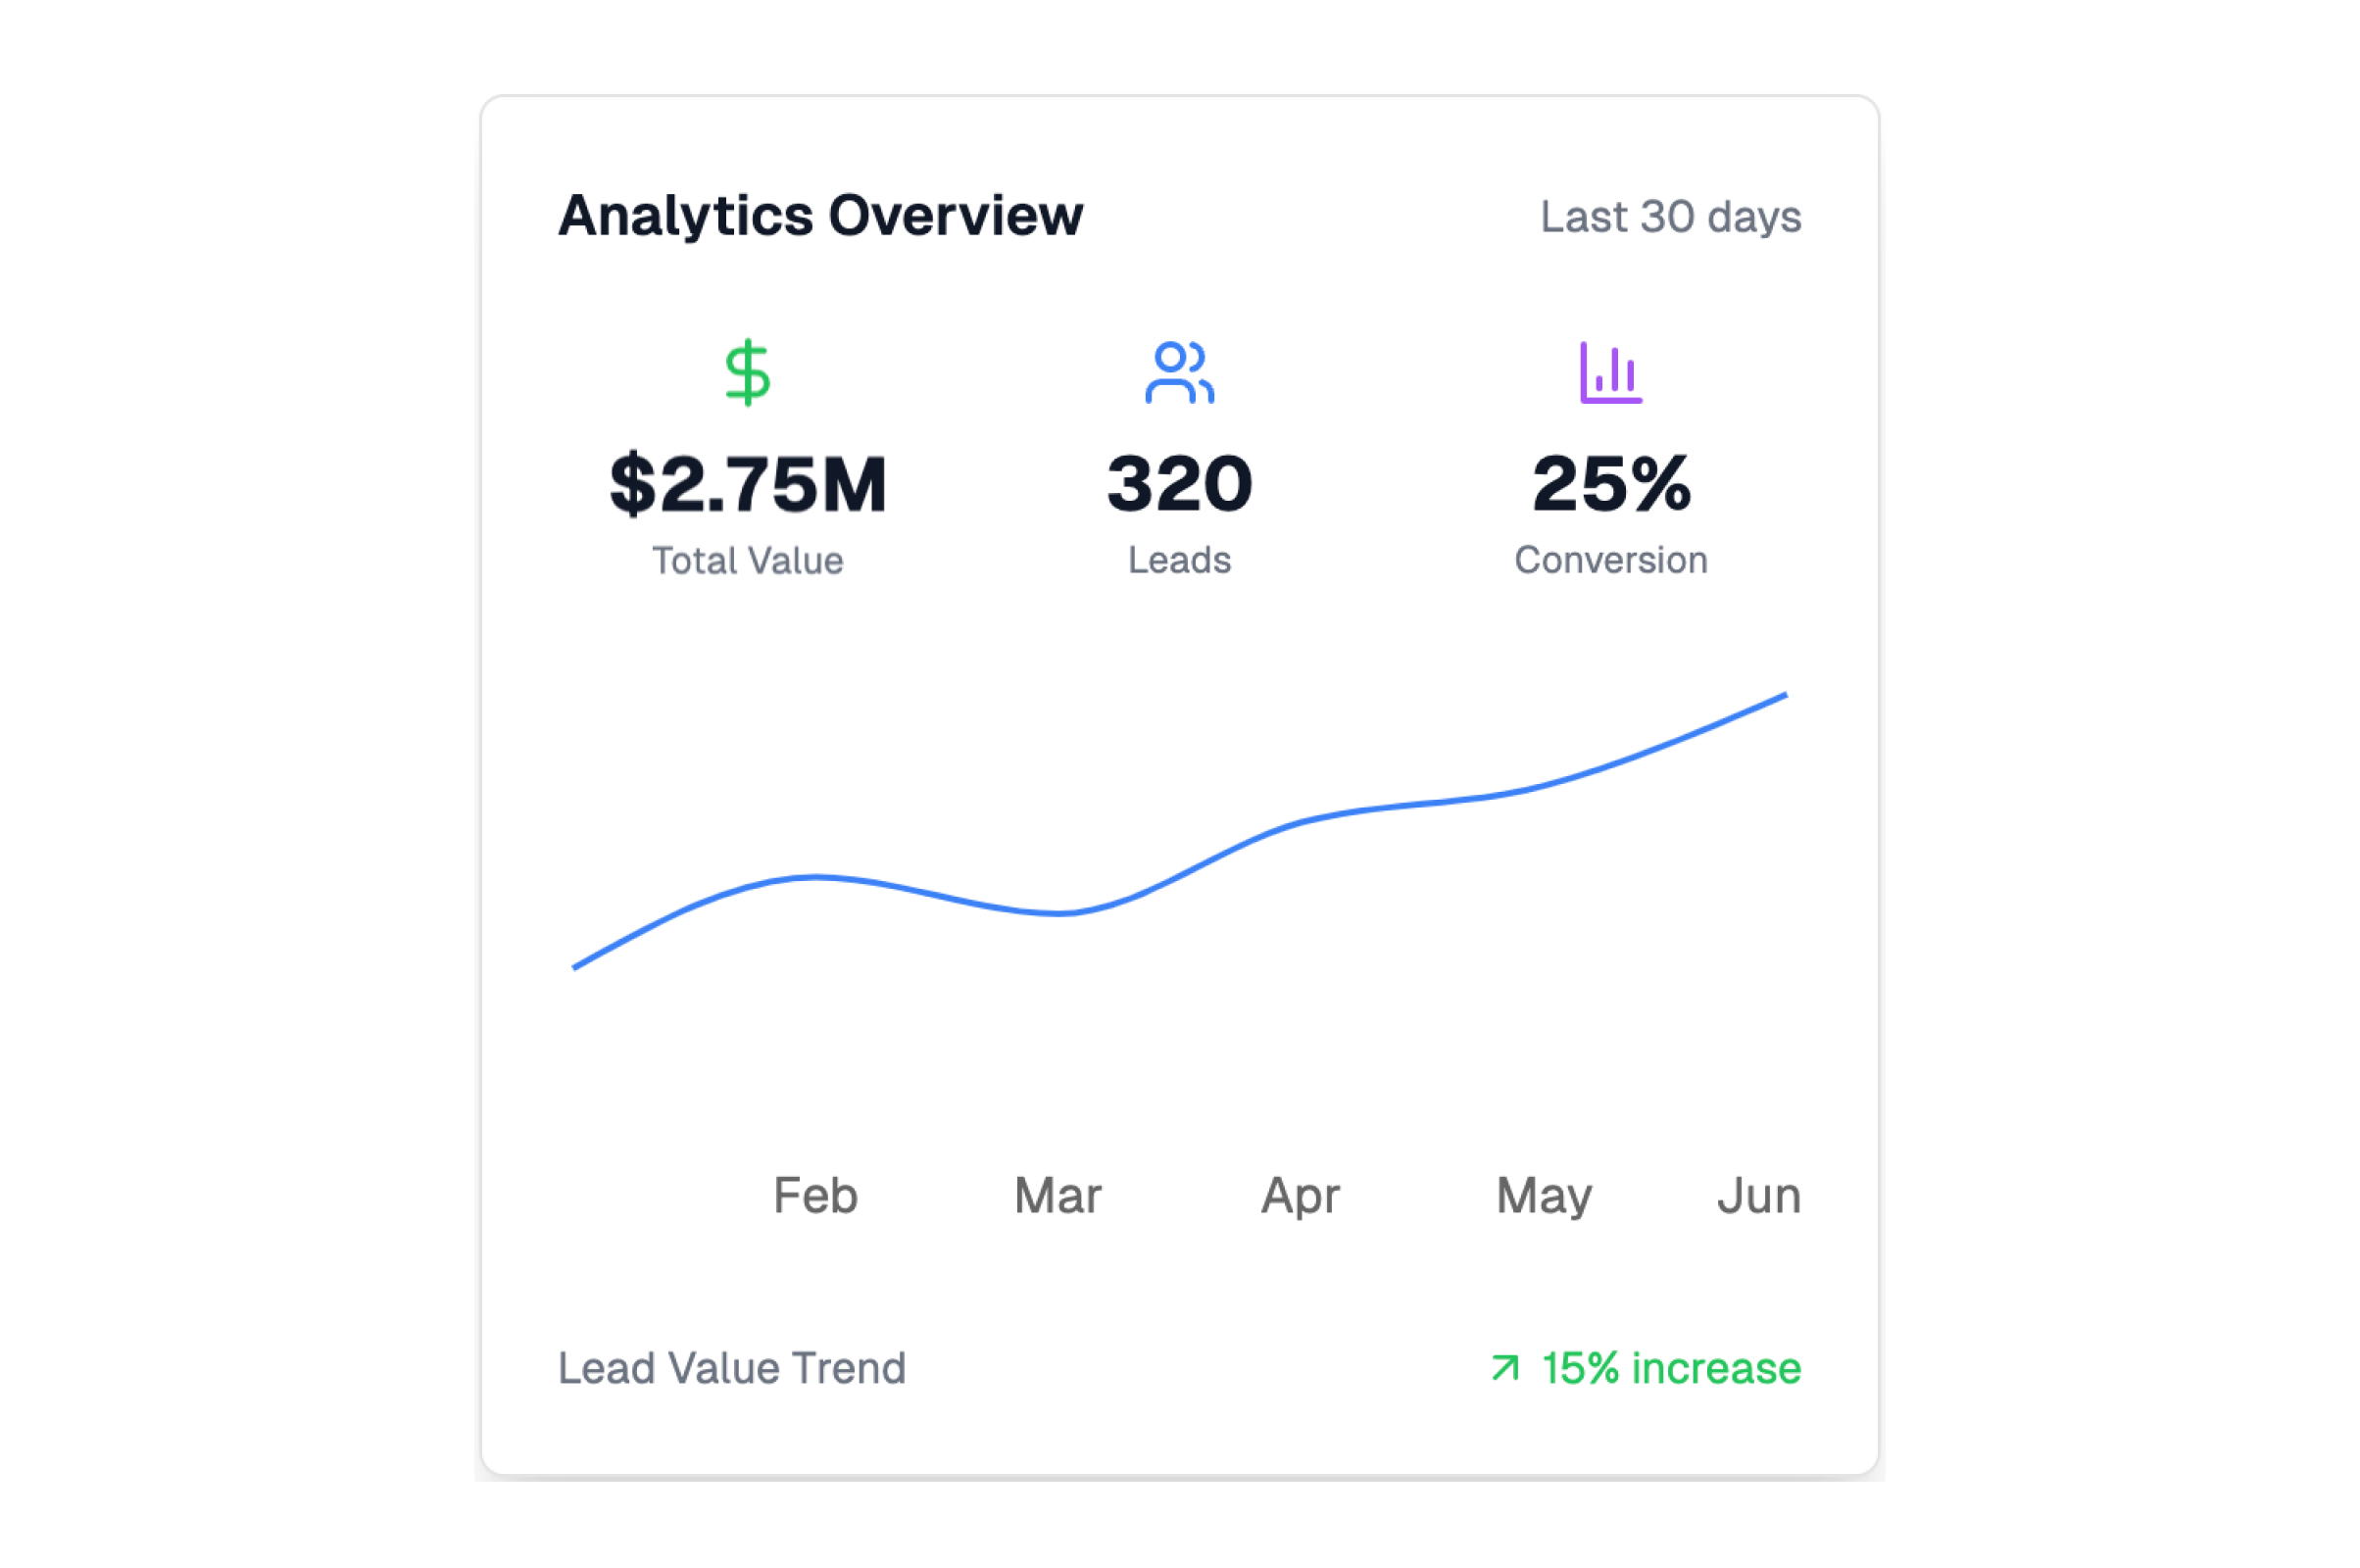 Analytics Overview
Last 30 days
$2.75M
320
25%
Total Value
Leads
Conversion
Feb Mar Apr May Jun
Lead Value Trend
15% increase